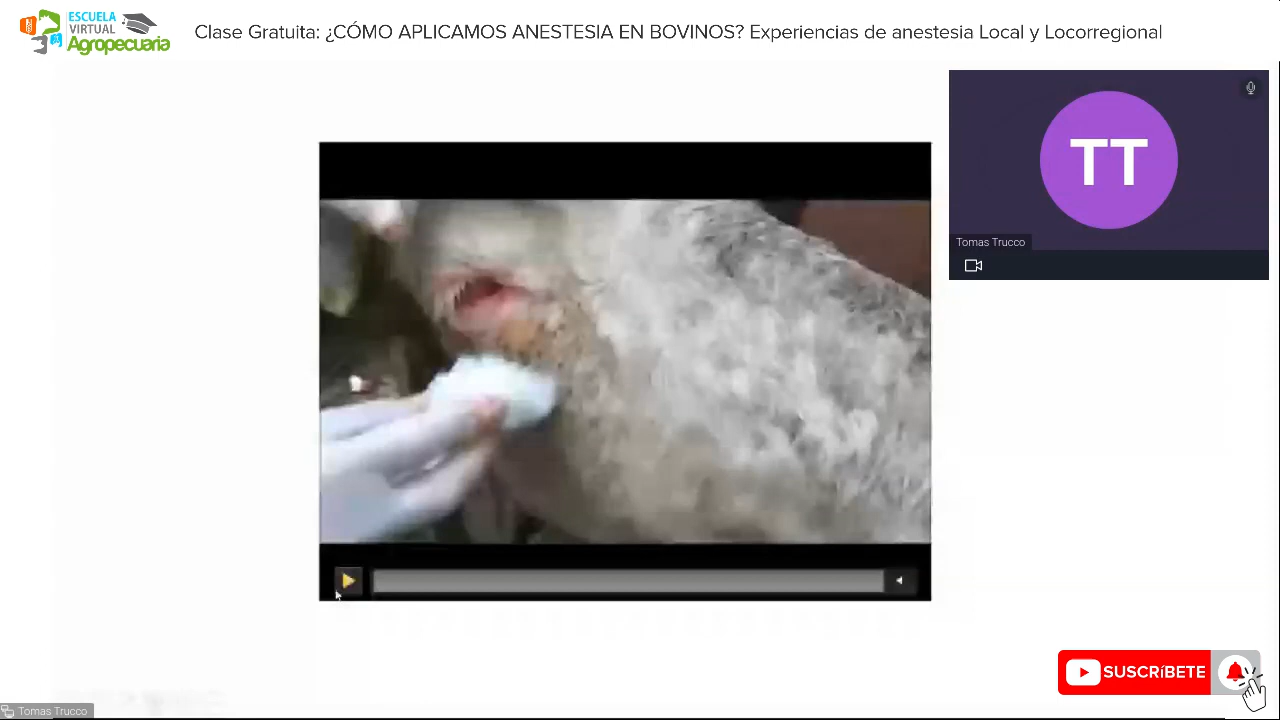 ESCUELA
VIRTUAL
Agropecuaria
Clase Gratuita: ¿CÓMO APLICAMOS ANESTESIA EN BOVINOS? Experiencias de anestesia Local y Locorregional
TT
Tomas Trucco
SUSCRíBETE
Tomas Trucco